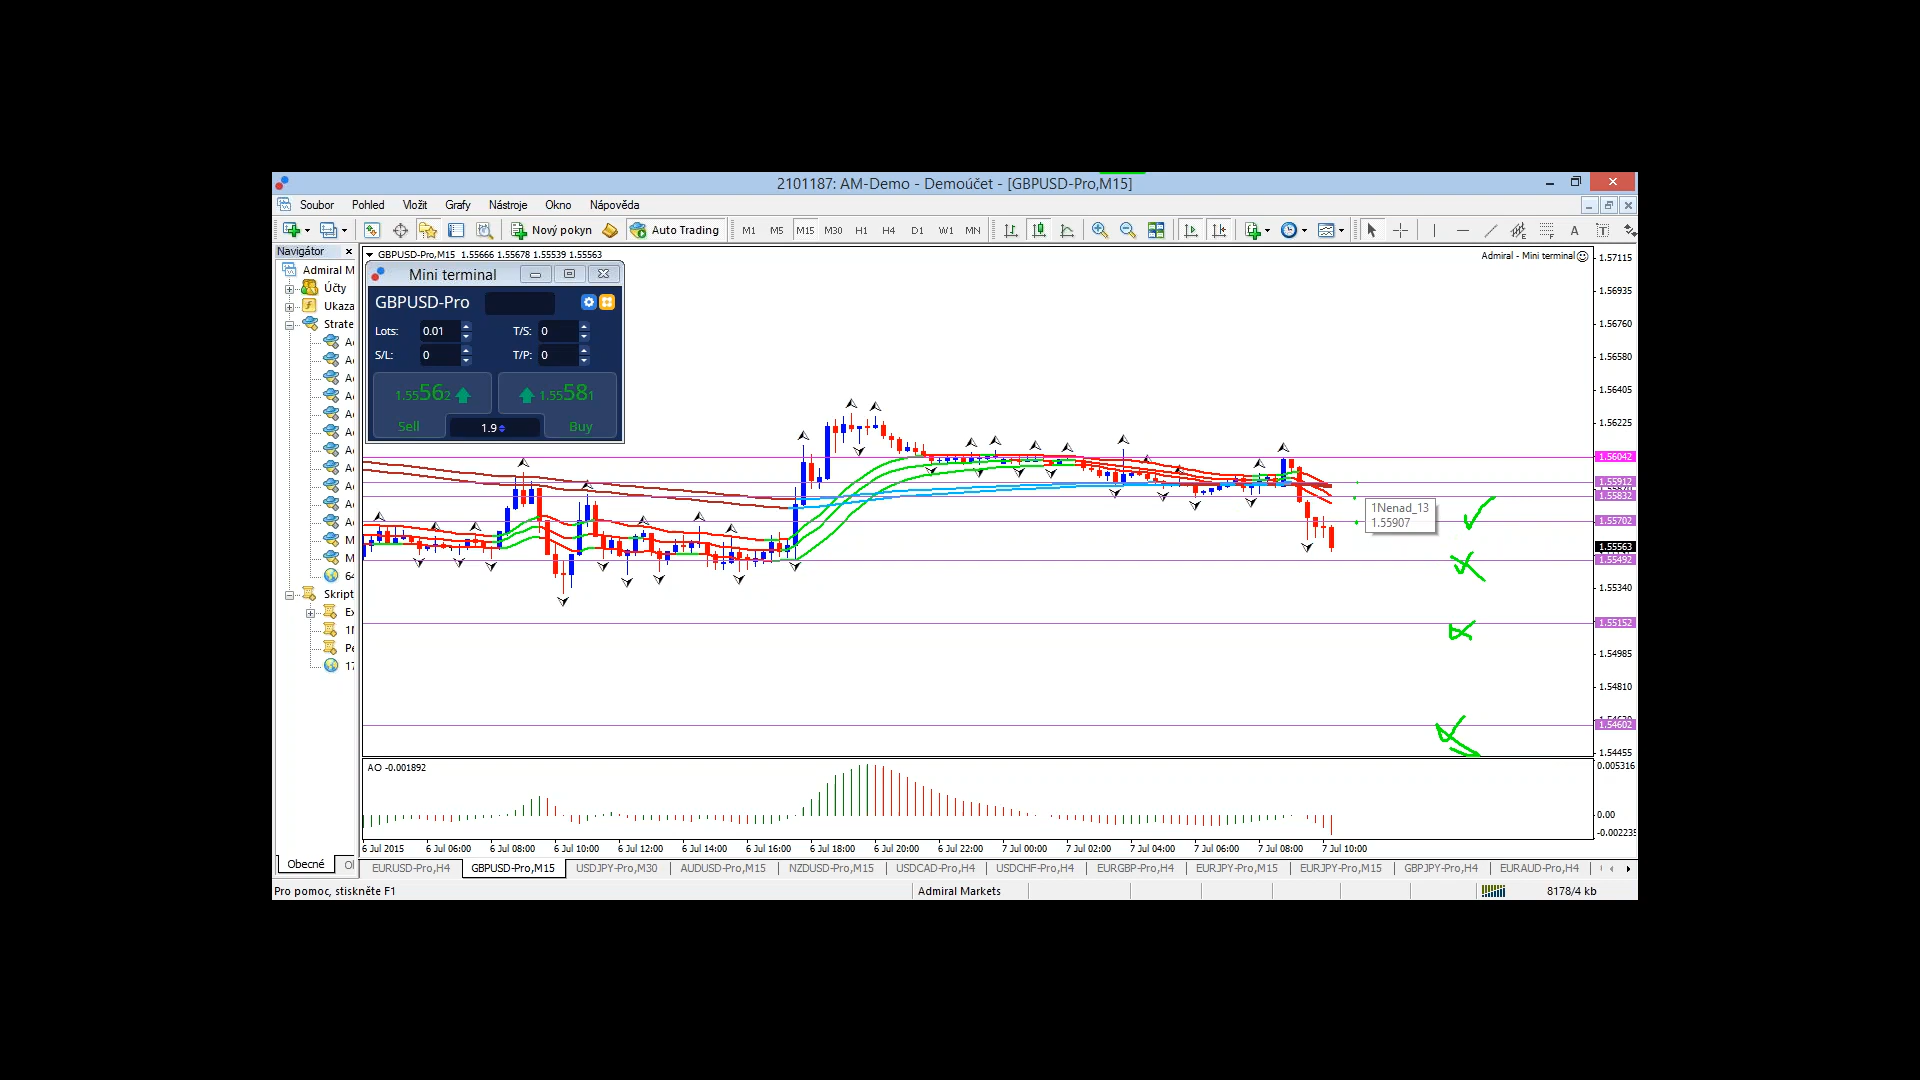 2101187: AM-Demo - Demoúčet - [GBPUSD-Pro,M15]
Soubor Pohled Vložit Grafy Nástroje Okno Nápověda
Nový pokyn Auto Trading M1 M5 M15 M30 H1 H4 D1 W1 MN A T
Navigátor
Admiral M
Účty
Ukaza
Strate
Skript
GBPUSD-Pro,M15 1.55666 1.55678 1.55539 1.55563
Admiral - Mini terminal
Mini terminal
GBPUSD-Pro
Lots: 0.01 T/S: 0
S/L: 0 T/P: 0
1.55562 1.55581
Sell 1.9 Buy
1.57115
1.56935
1.56760
1.56580
1.56405
1.56225
1.56042
1.55912
1.55832
1.55702
1.55563
1.55492
1.55340
1.55152
1.54985
1.54810
1.54602
1.54455
1Nenad_13
1.55907
AO -0.001892
0.005316
0.00
-0.002235
6 Jul 2015 6 Jul 06:00 6 Jul 08:00 6 Jul 10:00 6 Jul 12:00 6 Jul 14:00 6 Jul 16:00 6 Jul 18:00 6 Jul 20:00 6 Jul 22:00 7 Jul 00:00 7 Jul 02:00 7 Jul 04:00 7 Jul 06:00 7 Jul 08:00 7 Jul 10:00
Obecné
EURUSD-Pro,H4 GBPUSD-Pro,M15 USDJPY-Pro,M30 AUDUSD-Pro,M15 NZDUSD-Pro,M15 USDCAD-Pro,H4 USDCHF-Pro,H4 EURGBP-Pro,H4 EURJPY-Pro,M15 EURJPY-Pro,M15 GBPJPY-Pro,H4 EURAUD-Pro,H4
Pro pomoc, stiskněte F1 Admiral Markets 8178/4 kb